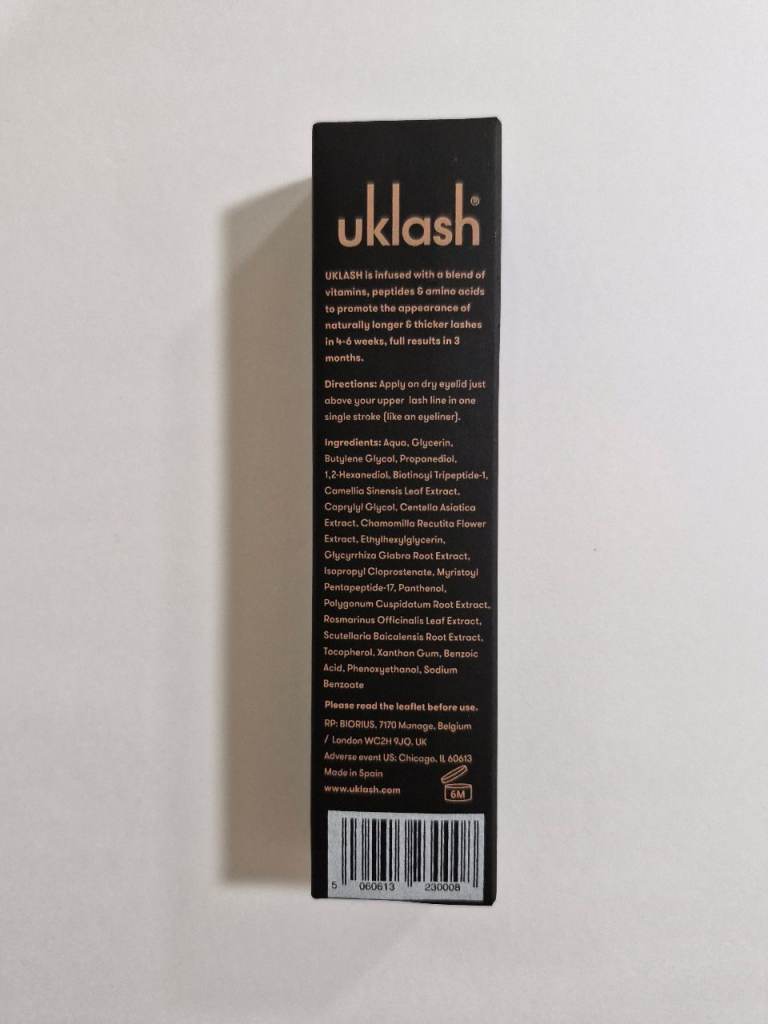 uklash®
UKLASH is infused with a blend of
vitamins, peptides & amino acids
to promote the appearance of
naturally longer & thicker lashes
in 4-6 weeks, full results in 3
months.
Directions: Apply on dry eyelid just
above your upper lash line in one
single stroke (like an eyeliner).
Ingredients: Aqua, Glycerin,
Butylene Glycol, Propanediol,
1,2-Hexanediol, Biotinoyl Tripeptide-1,
Camellia Sinensis Leaf Extract,
Caprylyl Glycol, Centella Asiatica
Extract, Chamomilla Recutita Flower
Extract, Ethylhexylglycerin,
Glycyrrhiza Glabra Root Extract,
Isopropyl Cloprostenate, Myristoyl
Pentapeptide-17, Panthenol,
Polygonum Cuspidatum Root Extract,
Rosmarinus Officinalis Leaf Extract,
Scutellaria Baicalensis Root Extract,
Tocopherol, Xanthan Gum, Benzoic
Acid, Phenoxyethanol, Sodium
Benzoate
Please read the leaflet before use.
RP: BIORIUS, 7170 Manage, Belgium
/ London WC2H 9JQ, UK
Adverse event US: Chicago, IL 60613
Made in Spain
www.uklash.com
6M
5 060613 230008